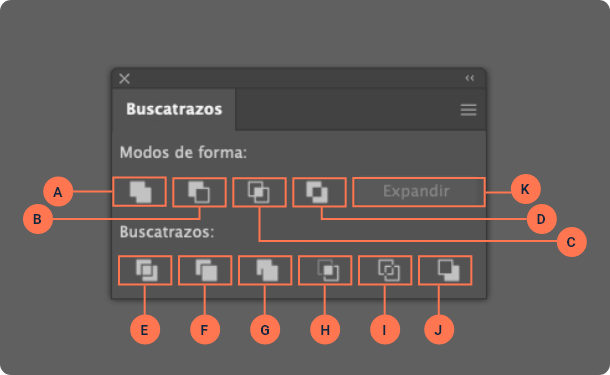 Buscatrazos
Modos de forma:
A
Expandir
K
B
D
Buscatrazos:
C
E
F
G
H
I
J